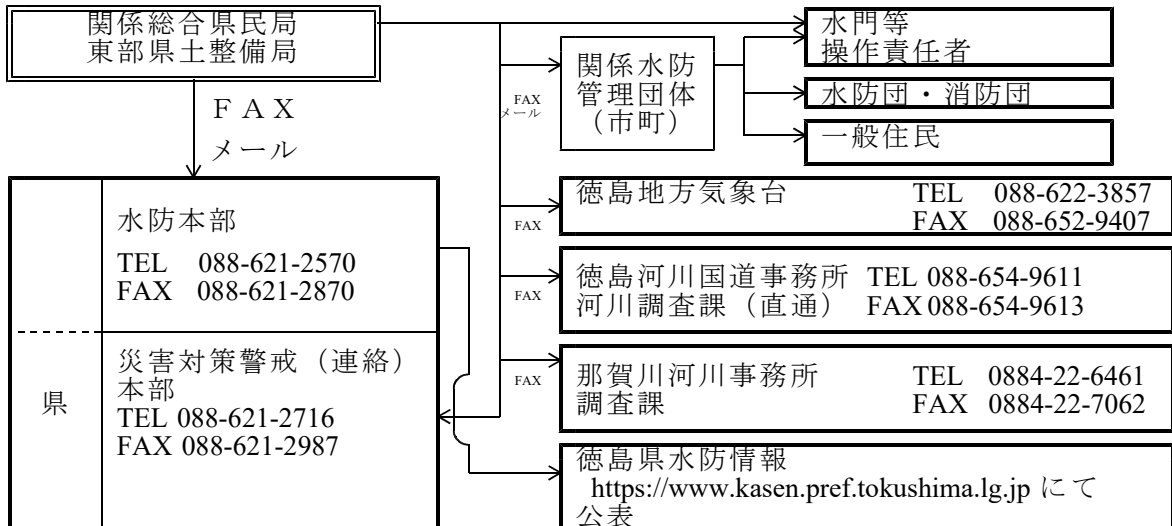 関係総合県民局
東部県土整備局
FAX
メール
関係水防
管理団体
(市町)
FAX
メール
水門等
操作責任者
水防団・消防団
一般住民
県
水防本部
TEL 088-621-2570
FAX 088-621-2870
災害対策警戒(連絡)
本部
TEL 088-621-2716
FAX 088-621-2987
FAX
徳島地方気象台 TEL 088-622-3857
FAX 088-652-9407
FAX
徳島河川国道事務所 TEL 088-654-9611
河川調査課(直通) FAX 088-654-9613
FAX
那賀川河川事務所 TEL 0884-22-6461
調査課 FAX 0884-22-7062
徳島県水防情報
https://www.kasen.pref.tokushima.lg.jp にて
公表